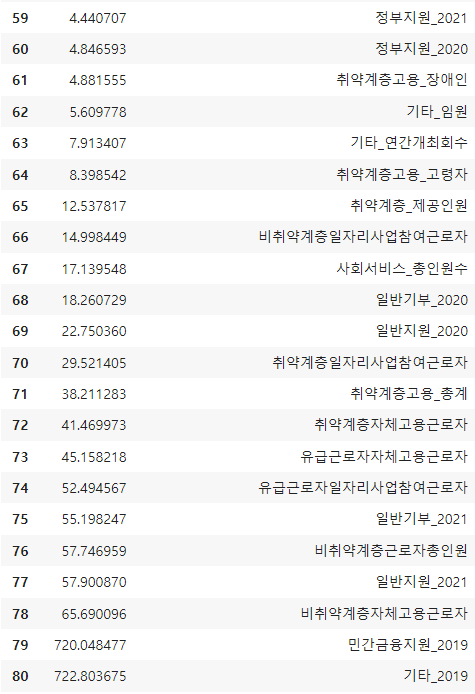 59 4.440707 정부지원_2021
60 4.846593 정부지원_2020
61 4.881555 취약계층고용_장애인
62 5.609778 기타_임원
63 7.913407 기타_연간개최회수
64 8.398542 취약계층고용_고령자
65 12.537817 취약계층_제공인원
66 14.998449 비취약계층일자리사업참여근로자
67 17.139548 사회서비스_총인원수
68 18.260729 일반기부_2020
69 22.750360 일반지원_2020
70 29.521405 취약계층일자리사업참여근로자
71 38.211283 취약계층고용_총계
72 41.469973 취약계층자체고용근로자
73 45.158218 유급근로자자체고용근로자
74 52.494567 유급근로자일자리사업참여근로자
75 55.198247 일반기부_2021
76 57.746959 비취약계층근로자총인원
77 57.900870 일반지원_2021
78 65.690096 비취약계층자체고용근로자
79 720.048477 민간금융지원_2019
80 722.803675 기타_2019